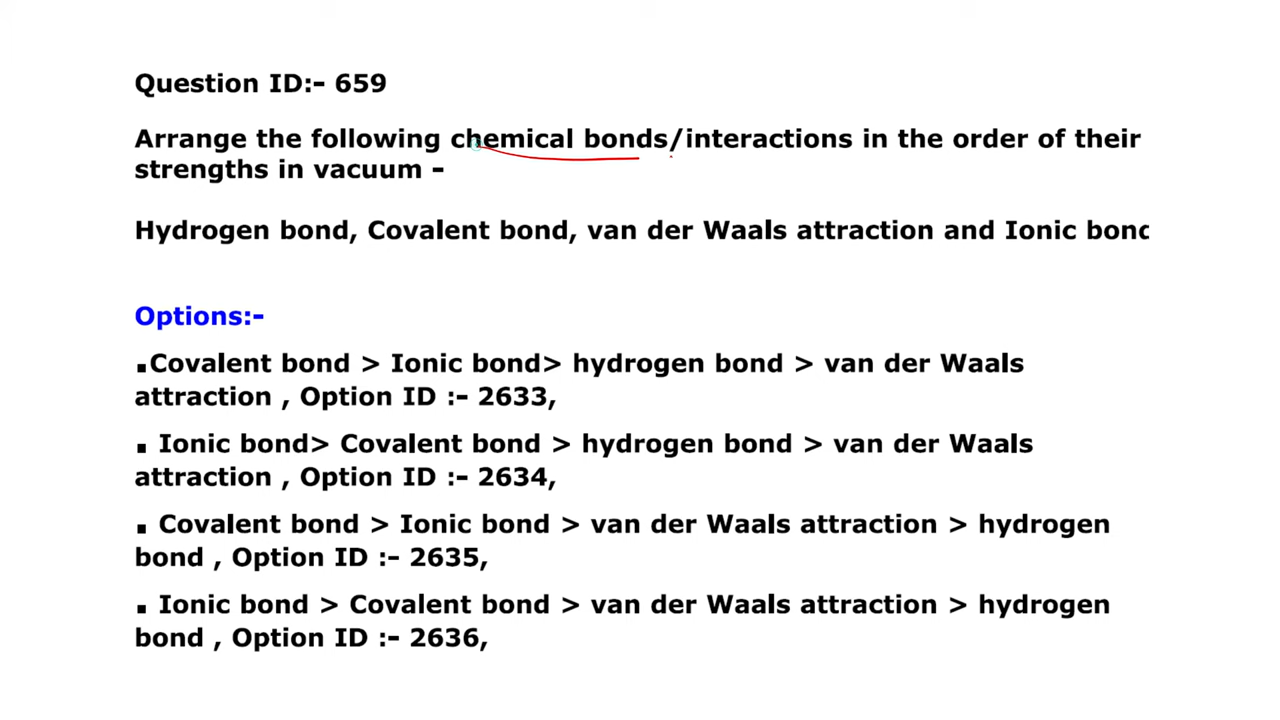 Question ID:- 659
Arrange the following chemical bonds/interactions in the order of their
strengths in vacuum -
Hydrogen bond, Covalent bond, van der Waals attraction and Ionic bond
Options:-
▪Covalent bond > Ionic bond> hydrogen bond > van der Waals
attraction , Option ID :- 2633,
▪ Ionic bond> Covalent bond > hydrogen bond > van der Waals
attraction , Option ID :- 2634,
▪ Covalent bond > Ionic bond > van der Waals attraction > hydrogen
bond , Option ID :- 2635,
▪ Ionic bond > Covalent bond > van der Waals attraction > hydrogen
bond , Option ID :- 2636,